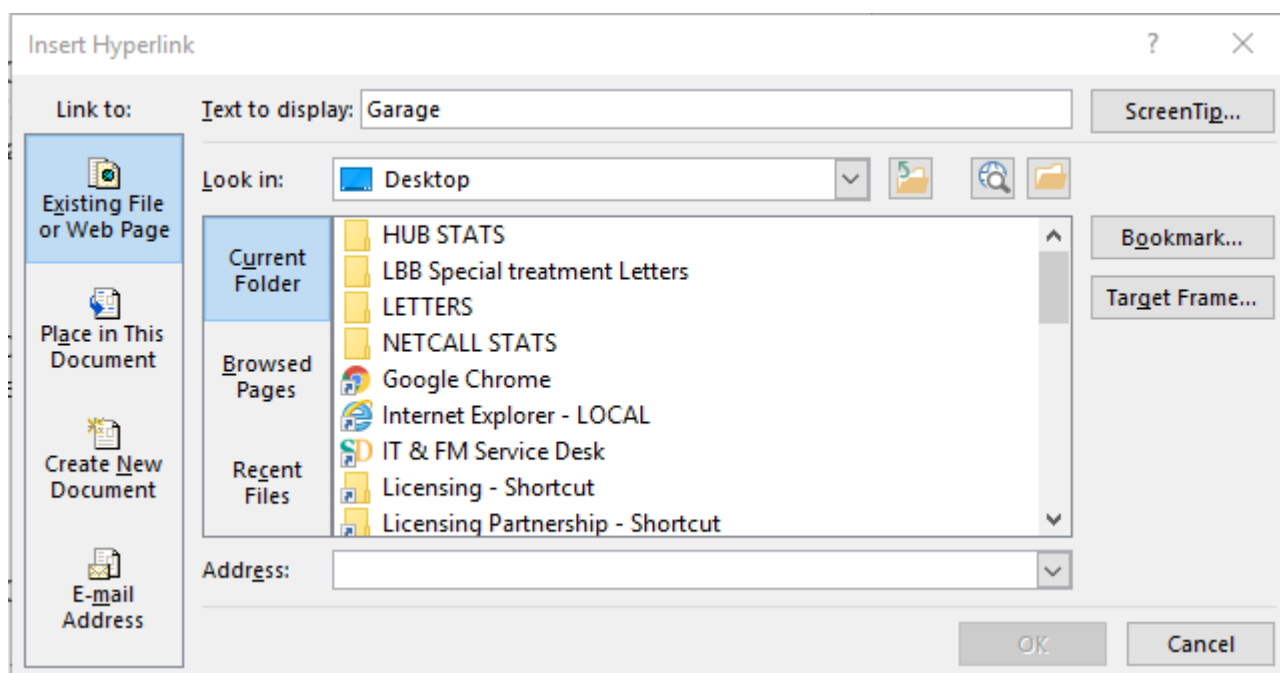 Insert Hyperlink
?
Link to:
Text to display:
Garage
ScreenTip...
Existing File
or Web Page
Look in:
Desktop
Current
Folder
HUB STATS
LBB Special treatment Letters
LETTERS
NETCALL STATS
Google Chrome
Internet Explorer - LOCAL
SD IT & FM Service Desk
Licensing - Shortcut
Licensing Partnership - Shortcut
Bookmark...
Target Frame...
Place in This
Document
Browsed
Pages
Create New
Document
Recent
Files
Address:
E-mail
Address
OK
Cancel